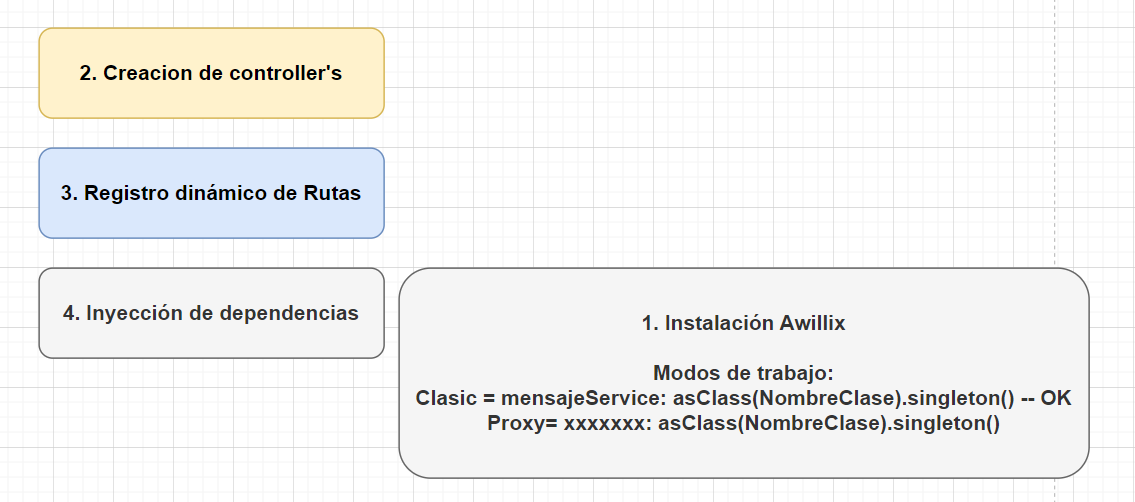 2. Creacion de controller's
3. Registro dinámico de Rutas
4. Inyección de dependencias
1. Instalación Awillix
Modos de trabajo:
Clasic = mensajeService: asClass(NombreClase).singleton() -- OK
Proxy= xxxxxxx: asClass(NombreClase).singleton()